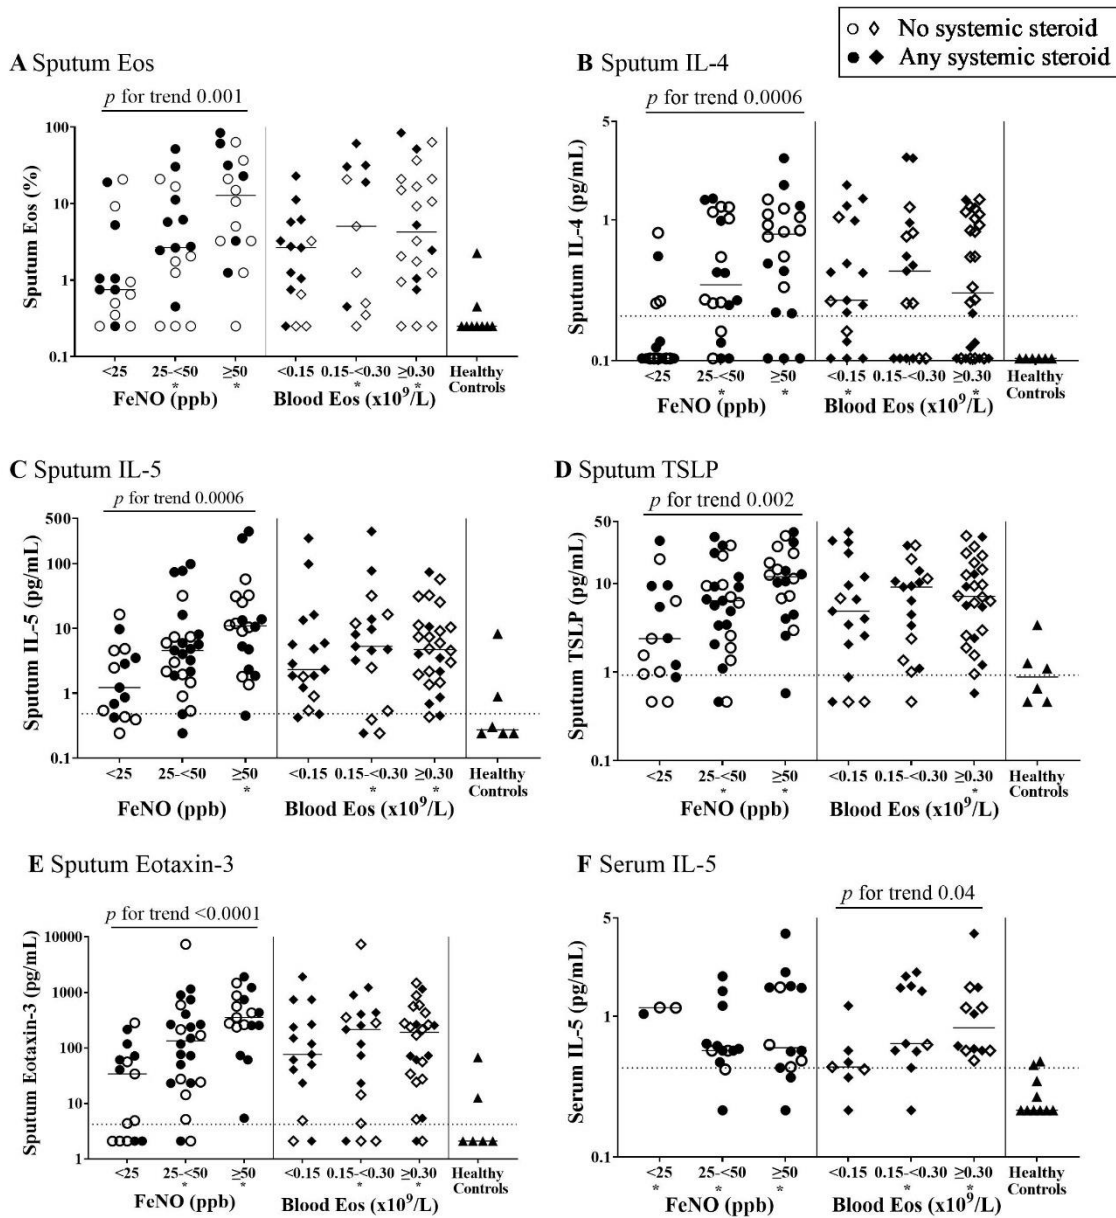 No systemic steroid
Any systemic steroid
A Sputum Eos
p for trend 0.001
Sputum Eos (%)
100
10
1
0.1
<25 25-<50 ≥50 <0.15 0.15-<0.30 ≥0.30 Healthy Controls
* * * *
FeNO (ppb) Blood Eos (x10⁹/L)
B Sputum IL-4
p for trend 0.0006
Sputum IL-4 (pg/mL)
5
1
0.1
<25 25-<50 ≥50 <0.15 0.15-<0.30 ≥0.30 Healthy Controls
* * * *
FeNO (ppb) Blood Eos (x10⁹/L)
C Sputum IL-5
p for trend 0.0006
Sputum IL-5 (pg/mL)
500
100
10
1
0.1
<25 25-<50 ≥50 <0.15 0.15-<0.30 ≥0.30 Healthy Controls
* * *
FeNO (ppb) Blood Eos (x10⁹/L)
D Sputum TSLP
p for trend 0.002
Sputum TSLP (pg/mL)
50
10
1
0.1
<25 25-<50 ≥50 <0.15 0.15-<0.30 ≥0.30 Healthy Controls
* * *
FeNO (ppb) Blood Eos (x10⁹/L)
E Sputum Eotaxin-3
p for trend <0.0001
Sputum Eotaxin-3 (pg/mL)
10000
1000
100
10
1
<25 25-<50 ≥50 <0.15 0.15-<0.30 ≥0.30 Healthy Controls
* * * *
FeNO (ppb) Blood Eos (x10⁹/L)
F Serum IL-5
p for trend 0.04
Serum IL-5 (pg/mL)
5
1
0.1
<25 25-<50 ≥50 <0.15 0.15-<0.30 ≥0.30 Healthy Controls
* * * * *
FeNO (ppb) Blood Eos (x10⁹/L)